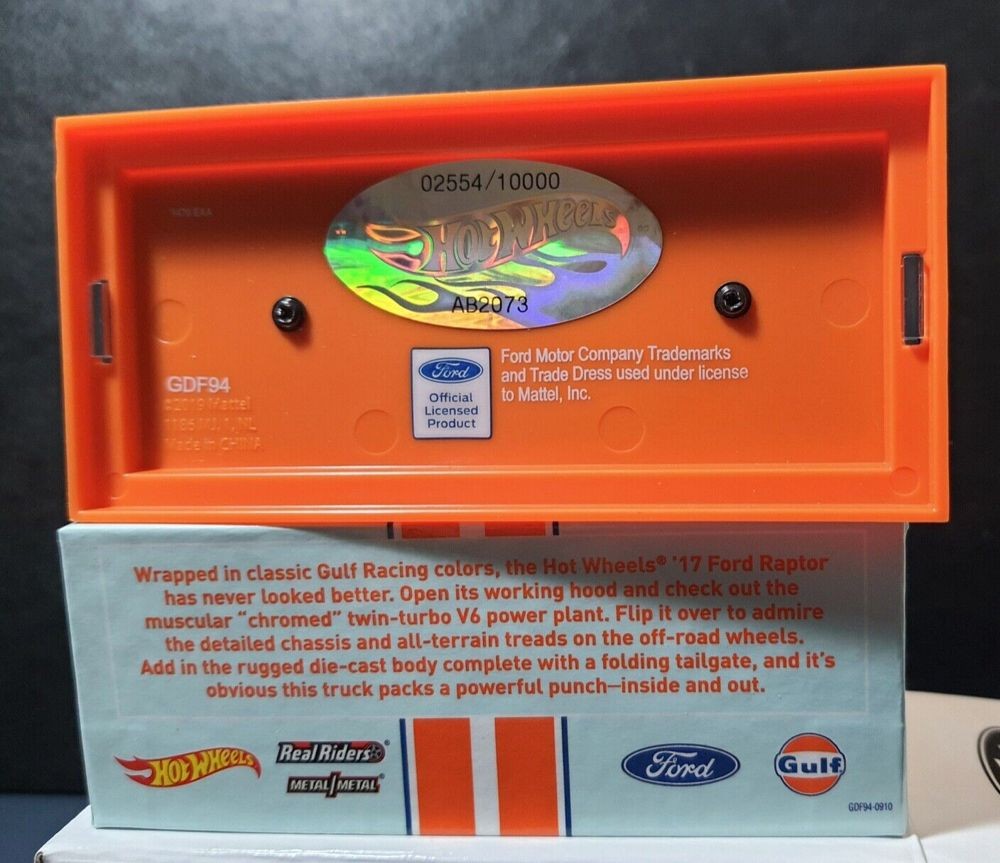 02554/10000
HOT WHEELS
AB2073
GDF94
©2019 Mattel
Made in CHINA
Ford
Official
Licensed
Product
Ford Motor Company Trademarks
and Trade Dress used under license
to Mattel, Inc.
Wrapped in classic Gulf Racing colors, the Hot Wheels® '17 Ford Raptor
has never looked better. Open its working hood and check out the
muscular “chromed” twin-turbo V6 power plant. Flip it over to admire
the detailed chassis and all-terrain treads on the off-road wheels.
Add in the rugged die-cast body complete with a folding tailgate, and it's
obvious this truck packs a powerful punch—inside and out.
HOT WHEELS
Real Riders®
METAL/METAL
Ford
Gulf
GDF94-0910